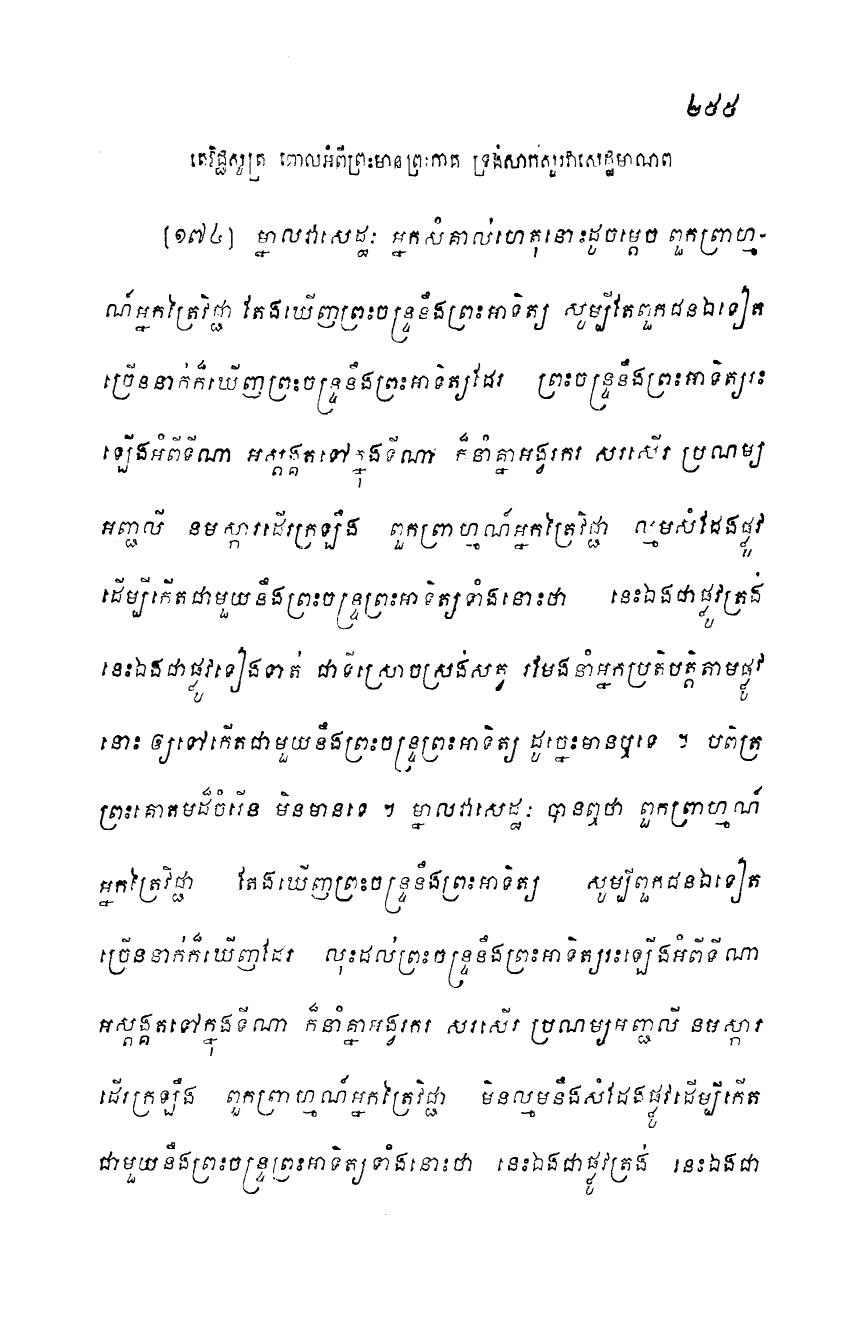 ២៥៥
តេវិជ្ជសូត្រ ពោលអំពីព្រះមានព្រះភាគ ទ្រង់សាកសួរវាសេដ្ឋមាណព
[១៧៤] ម្នាលវាសេដ្ឋៈ អ្នកសំគាល់ហេតុនោះដូចម្តេច ពួកព្រាហ្ម-
ណ៍អ្នកត្រៃវិជ្ជា តែងឃើញព្រះចន្ទ្រនឹងព្រះអាទិត្យ សូម្បីតែពួកជនឯទៀត
ច្រើននាក់ក៏ឃើញព្រះចន្ទ្រនឹងព្រះអាទិត្យដែរ ព្រះចន្ទ្រនឹងព្រះអាទិត្យរះ
ឡើងអំពីទីណា អស្តង្គតទៅក្នុងទីណា ក៏នាំគ្នាអង្វរករ សរសើរ ប្រណម្យ
អញ្ជលី នមស្ការដើរក្រឡឹង ពួកព្រាហ្មណ៍អ្នកត្រៃវិជ្ជា ល្មមសំដែងផ្លូវ
ដើម្បីកើតជាមួយនឹងព្រះចន្ទ្រព្រះអាទិត្យទាំងនោះថា នេះឯងជាផ្លូវត្រង់
នេះឯងជាផ្លូវទៀងទាត់ ជាទីស្រោចស្រង់សត្វ រមែងនាំអ្នកប្រតិបត្តិតាមផ្លូវ
នោះ ឲ្យទៅកើតជាមួយនឹងព្រះចន្ទ្រព្រះអាទិត្យ ដូច្នេះមានឬទេ ។ បពិត្រ
ព្រះគោតមដ៏ចំរើន មិនមានទេ ។ ម្នាលវាសេដ្ឋៈ បានឮថា ពួកព្រាហ្មណ៍
អ្នកត្រៃវិជ្ជា តែងឃើញព្រះចន្ទ្រនឹងព្រះអាទិត្យ សូម្បីពួកជនឯទៀត
ច្រើននាក់ក៏ឃើញដែរ លុះដល់ព្រះចន្ទ្រនឹងព្រះអាទិត្យរះឡើងអំពីទីណា
អស្តង្គតទៅក្នុងទីណា ក៏នាំគ្នាអង្វរករ សរសើរ ប្រណម្យអញ្ជលី នមស្ការ
ដើរក្រឡឹង ពួកព្រាហ្មណ៍អ្នកត្រៃវិជ្ជា មិនល្មមនឹងសំដែងផ្លូវដើម្បីកើត
ជាមួយនឹងព្រះចន្ទ្រព្រះអាទិត្យទាំងនោះថា នេះឯងជាផ្លូវត្រង់ នេះឯងជា